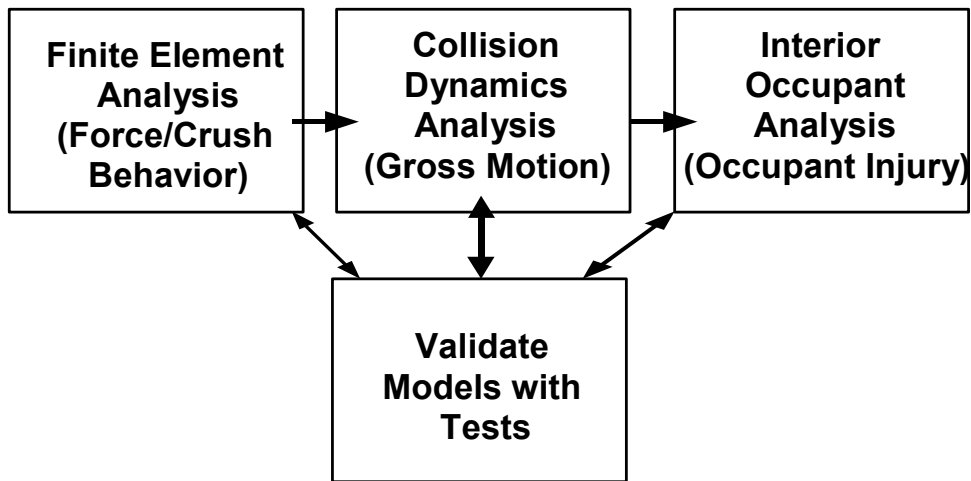 Finite Element
Analysis
(Force/Crush
Behavior)
Collision
Dynamics
Analysis
(Gross Motion)
Interior
Occupant
Analysis
(Occupant Injury)
Validate
Models with
Tests